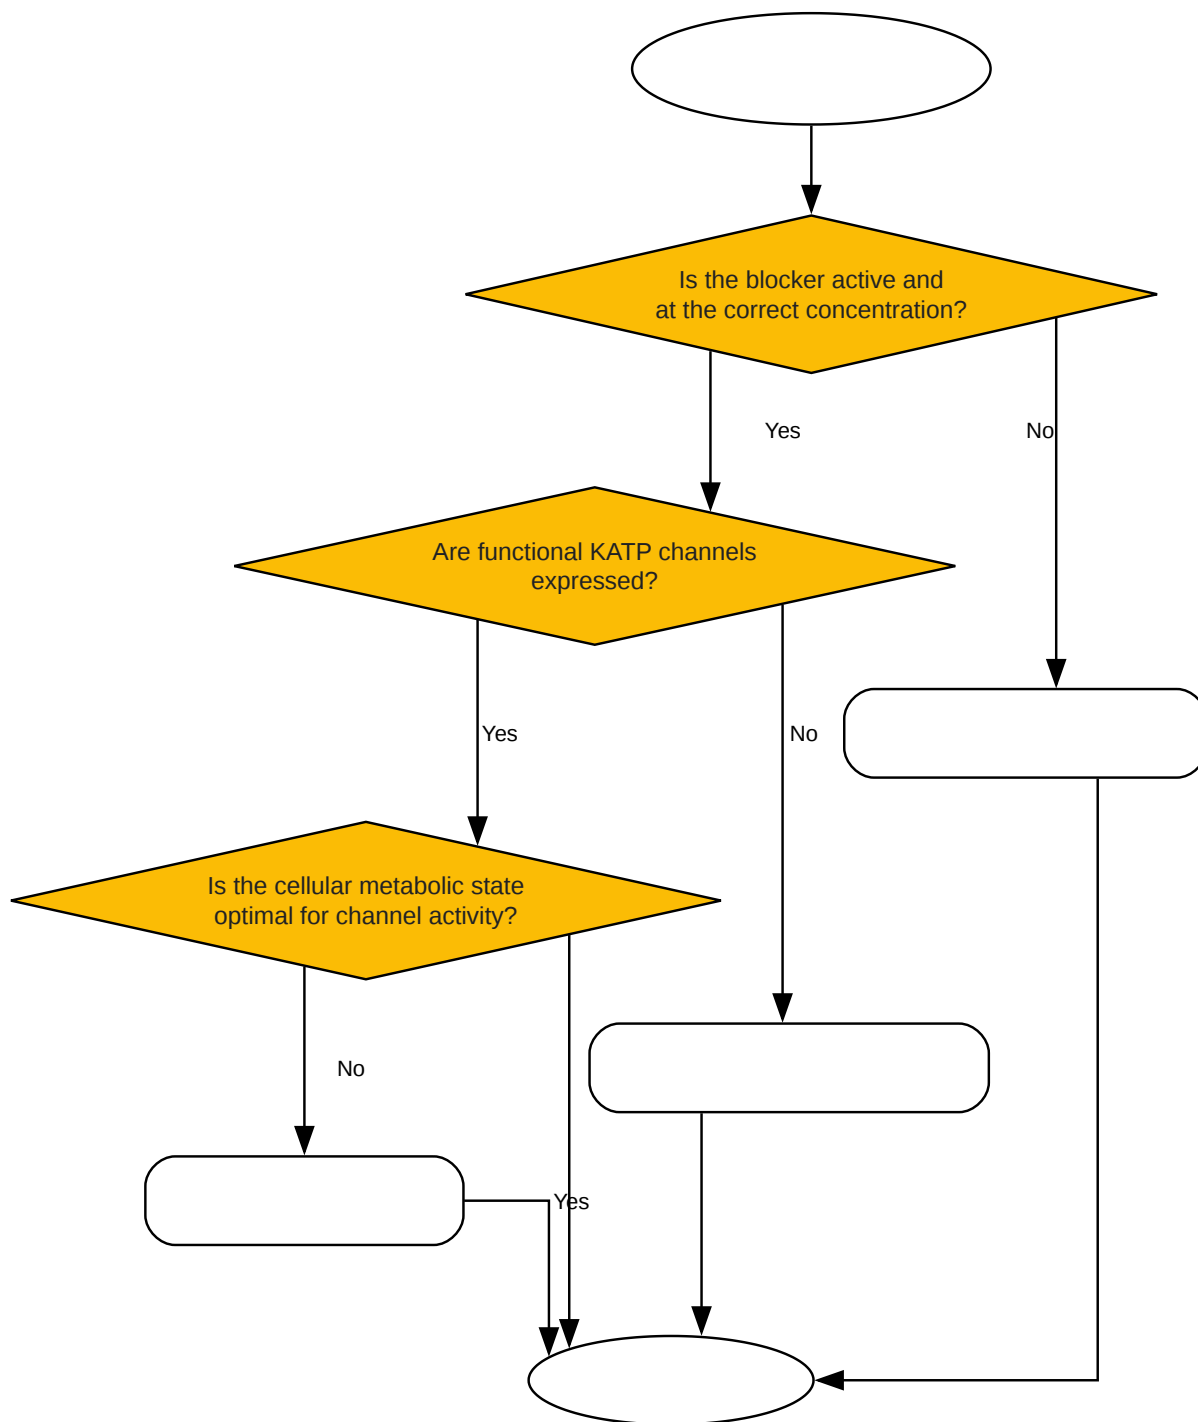 Is the blocker active and
at the correct concentration?
Yes
No
Are functional KATP channels
expressed?
Yes
No
Is the cellular metabolic state
optimal for channel activity?
No
Yes